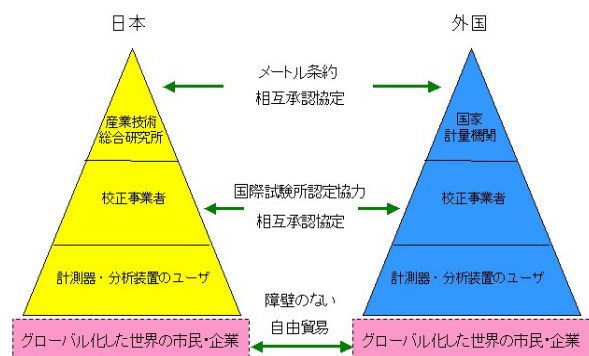 日本
外国
メートル条約
相互承認協定
産業技術
総合研究所
国家
計量機関
校正事業者
国際試験所認定協力
相互承認協定
校正事業者
計測器・分析装置のユーザ
計測器・分析装置のユーザ
障壁のない
自由貿易
グローバル化した世界の市民・企業
グローバル化した世界の市民・企業